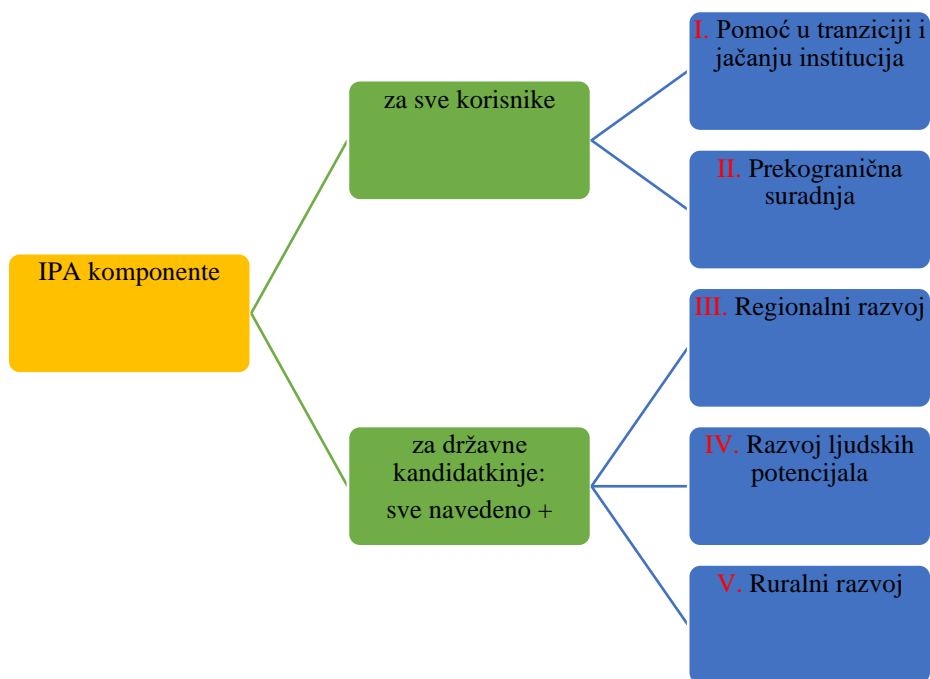 IPA komponente
za sve korisnike
I. Pomoć u tranziciji i
jačanju institucija
II. Prekogranična
suradnja
za državne
kandidatkinje:
sve navedeno +
III. Regionalni razvoj
IV. Razvoj ljudskih
potencijala
V. Ruralni razvoj